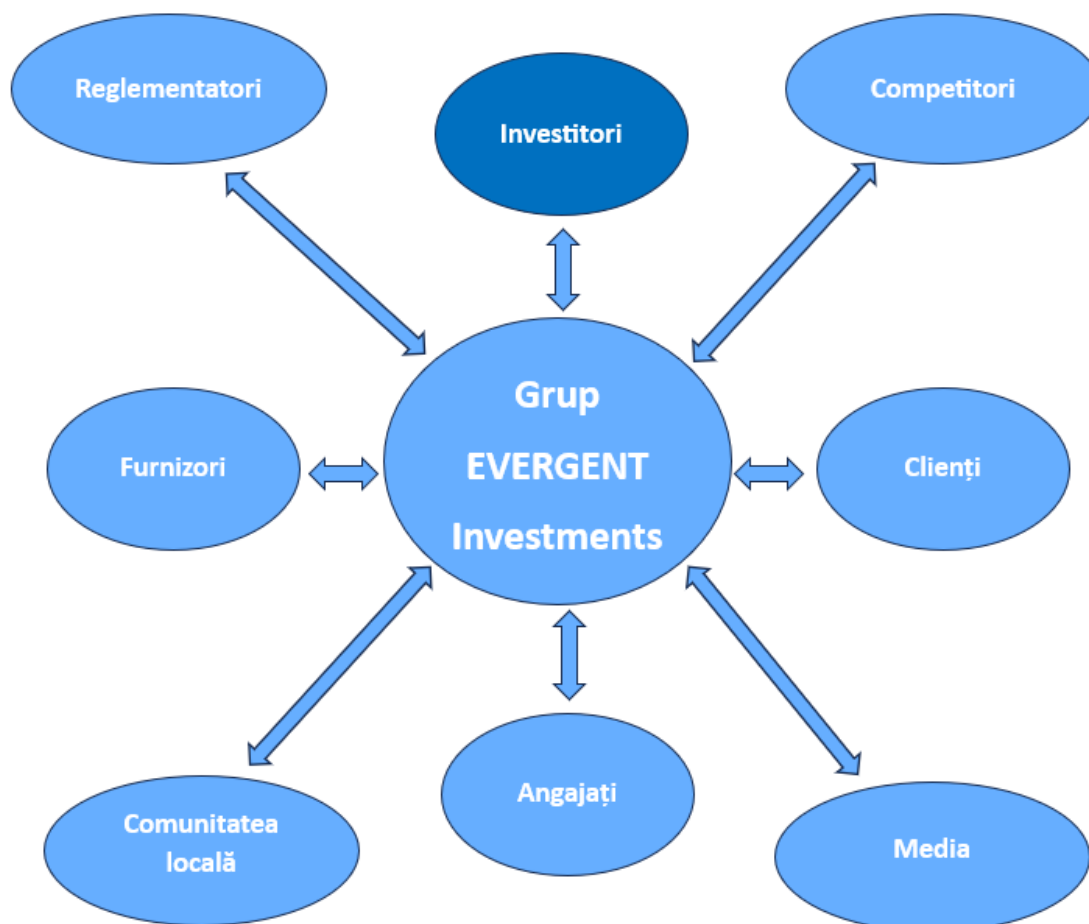 Reglementatori
Investitori
Competitori
Grup
EVERGENT
Investments
Furnizori
Clienți
Comunitatea
locală
Angajați
Media